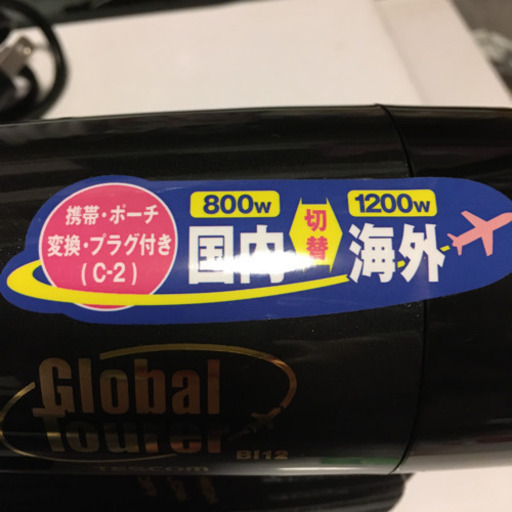 携帯・ポーチ
変換・プラグ付き
(C-2)
800W
国内
切替
1200W
海外
Global
Tourer
BI12
TESCOM